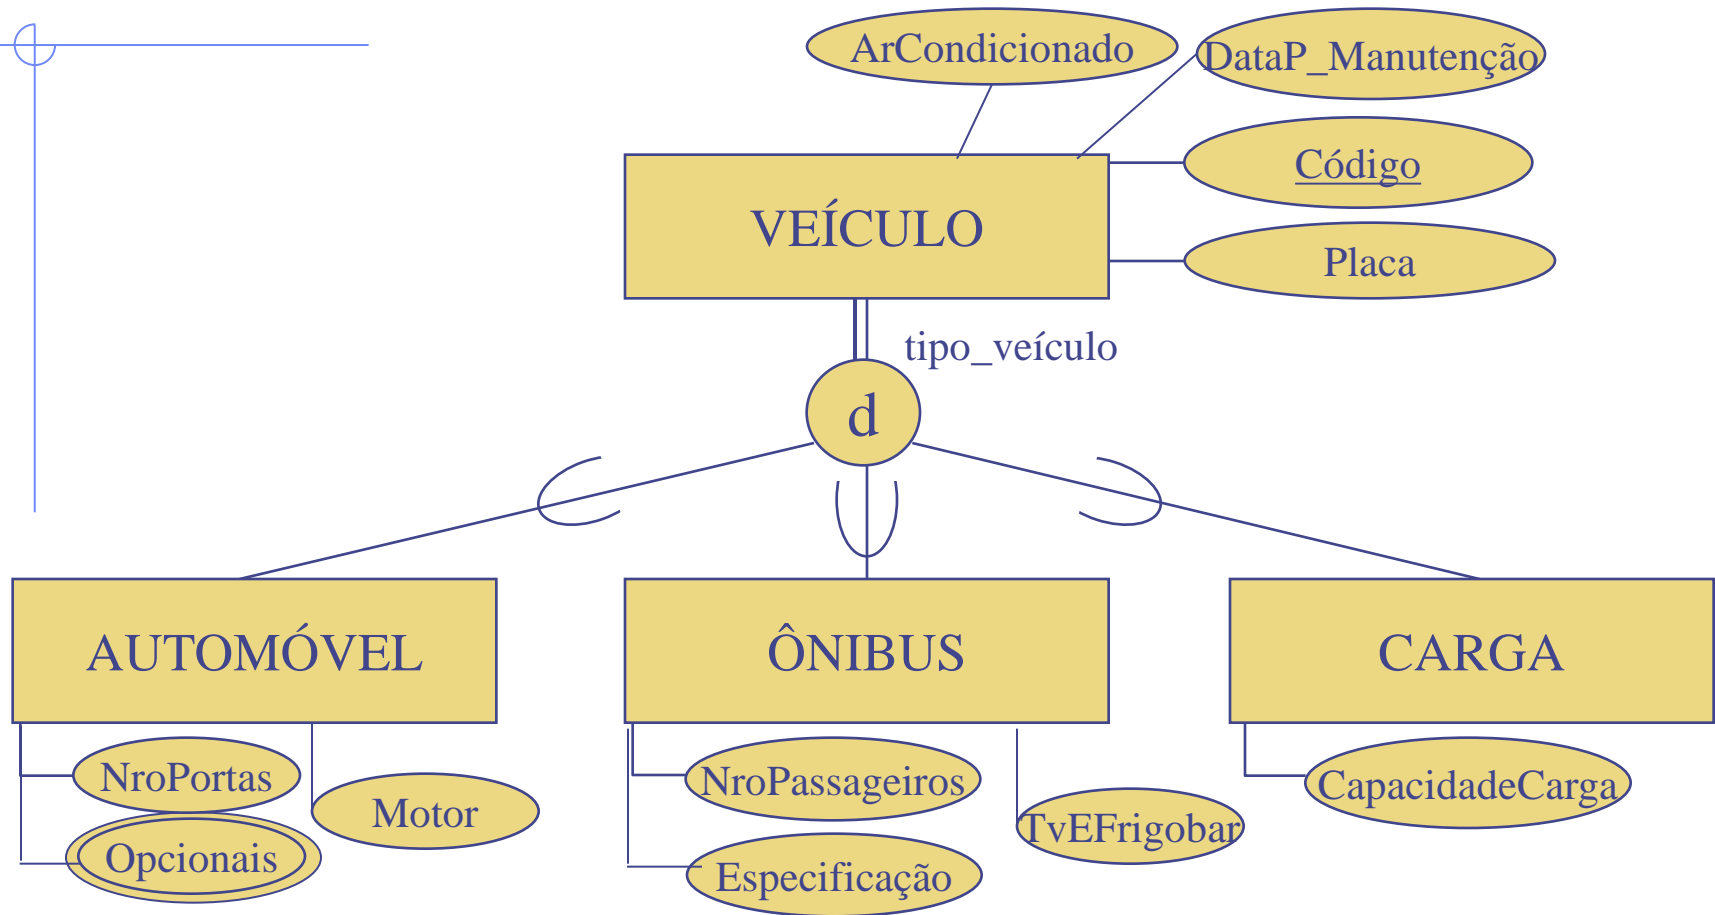 ArCondicionado
DataP_Manutenção
Código
VEÍCULO
Placa
tipo_veículo
d
AUTOMÓVEL
ÔNIBUS
CARGA
NroPortas
Motor
Opcionais
NroPassageiros
TvEFrigobar
Especificação
CapacidadeCarga